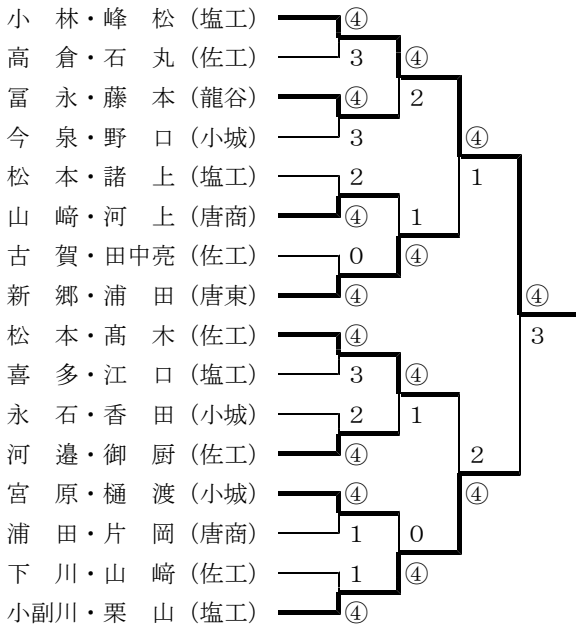 小　林・峰　松（塩工） ④
高　倉・石　丸（佐工） 3 ④
冨　永・藤　本（龍谷） ④ 2
今　泉・野　口（小城） 3 ④
松　本・諸　上（塩工） 2 1
山　﨑・河　上（唐商） ④ 1
古　賀・田中亮（佐工） 0 ④
新　郷・浦　田（唐東） ④ ④
松　本・髙　木（佐工） ④ 3
喜　多・江　口（塩工） 3 ④
永　石・香　田（小城） 2 1
河　邉・御　厨（佐工） ④ 2
宮　原・樋　渡（小城） ④ ④
浦　田・片　岡（唐商） 1 0
下　川・山　﨑（佐工） 1 ④
小副川・栗　山（塩工） ④